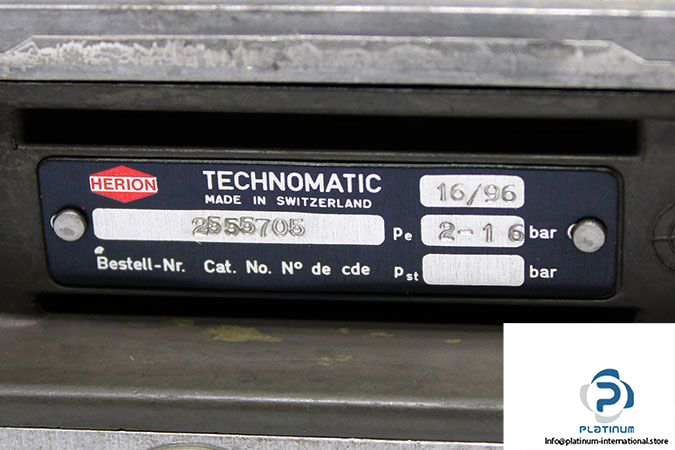 HERION
TECHNOMATIC
MADE IN SWITZERLAND
16/96
2555705
pe 2-16 bar
Bestell-Nr. Cat. No. N° de cde
pst bar
PLATINUM
Info@platinum-international.store